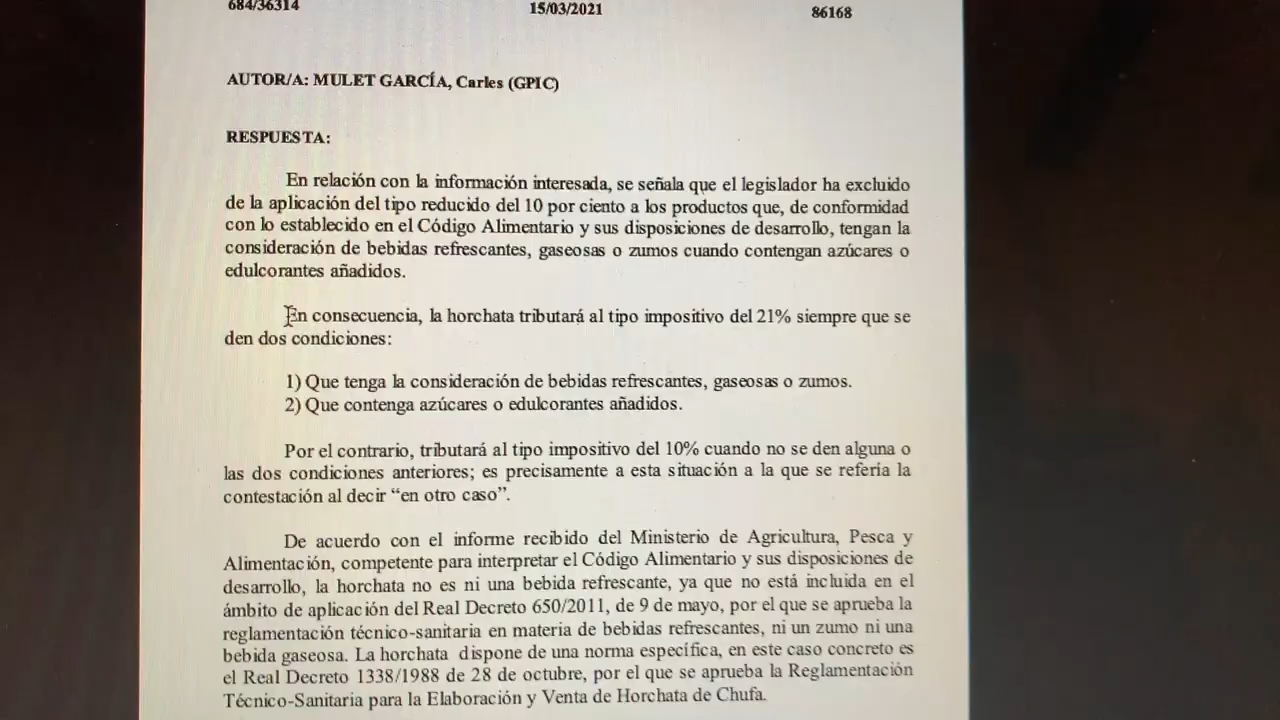 684/36314 15/03/2021 86168
AUTOR/A: MULET GARCÍA, Carles (GPIC)
RESPUESTA:
En relación con la información interesada, se señala que el legislador ha excluido
de la aplicación del tipo reducido del 10 por ciento a los productos que, de conformidad
con lo establecido en el Código Alimentario y sus disposiciones de desarrollo, tengan la
consideración de bebidas refrescantes, gaseosas o zumos cuando contengan azúcares o
edulcorantes añadidos.
En consecuencia, la horchata tributará al tipo impositivo del 21% siempre que se
den dos condiciones:
1) Que tenga la consideración de bebidas refrescantes, gaseosas o zumos.
2) Que contenga azúcares o edulcorantes añadidos.
Por el contrario, tributará al tipo impositivo del 10% cuando no se den alguna o
las dos condiciones anteriores; es precisamente a esta situación a la que se refería la
contestación al decir “en otro caso”.
De acuerdo con el informe recibido del Ministerio de Agricultura, Pesca y
Alimentación, competente para interpretar el Código Alimentario y sus disposiciones de
desarrollo, la horchata no es ni una bebida refrescante, ya que no está incluida en el
ámbito de aplicación del Real Decreto 650/2011, de 9 de mayo, por el que se aprueba la
reglamentación técnico-sanitaria en materia de bebidas refrescantes, ni un zumo ni una
bebida gaseosa. La horchata dispone de una norma específica, en este caso concreto es
el Real Decreto 1338/1988 de 28 de octubre, por el que se aprueba la Reglamentación
Técnico-Sanitaria para la Elaboración y Venta de Horchata de Chufa.